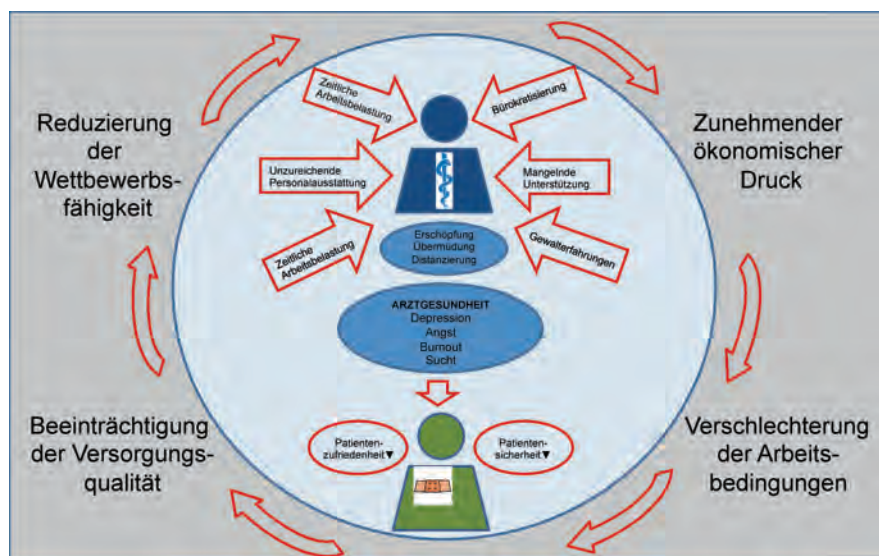 Zeitliche
Arbeitsbelastung
Bürokratisierung
Reduzierung
der
Wettbewerbs-
fähigkeit
Zunehmender
ökonomischer
Druck
Unzureichende
Personalausstattung
Mangelnde
Unterstützung
Zeitliche
Arbeitsbelastung
Erschöpfung
Übermüdung
Distanzierung
Gewalterfahrungen
ARZTGESUNDHEIT
Depression
Angst
Burnout
Sucht
Beeinträchtigung
der Versorgungs-
qualität
Patienten-
zufriedenheit▼
Patienten-
sicherheit▼
Verschlechterung
der Arbeits-
bedingungen